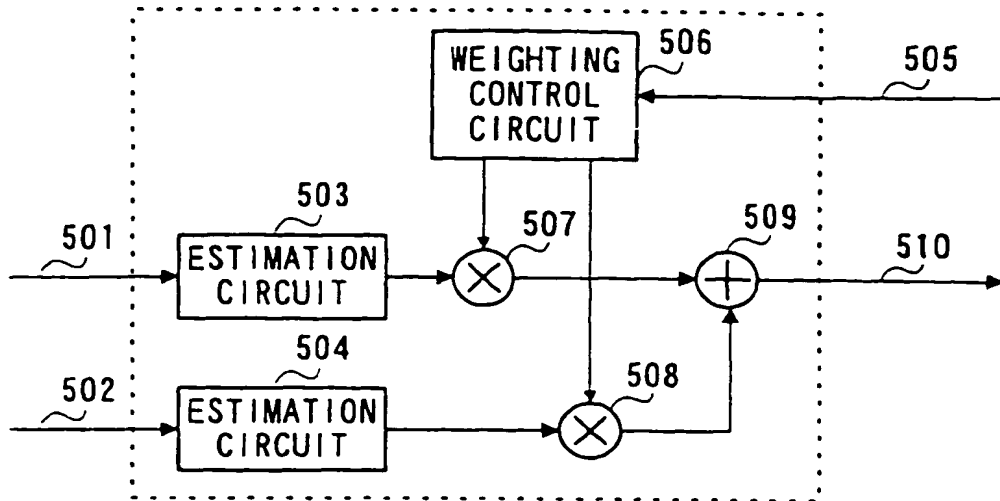 WEIGHTING
CONTROL
CIRCUIT
506
505
503
501
ESTIMATION
CIRCUIT
507
509
510
504
502
ESTIMATION
CIRCUIT
508